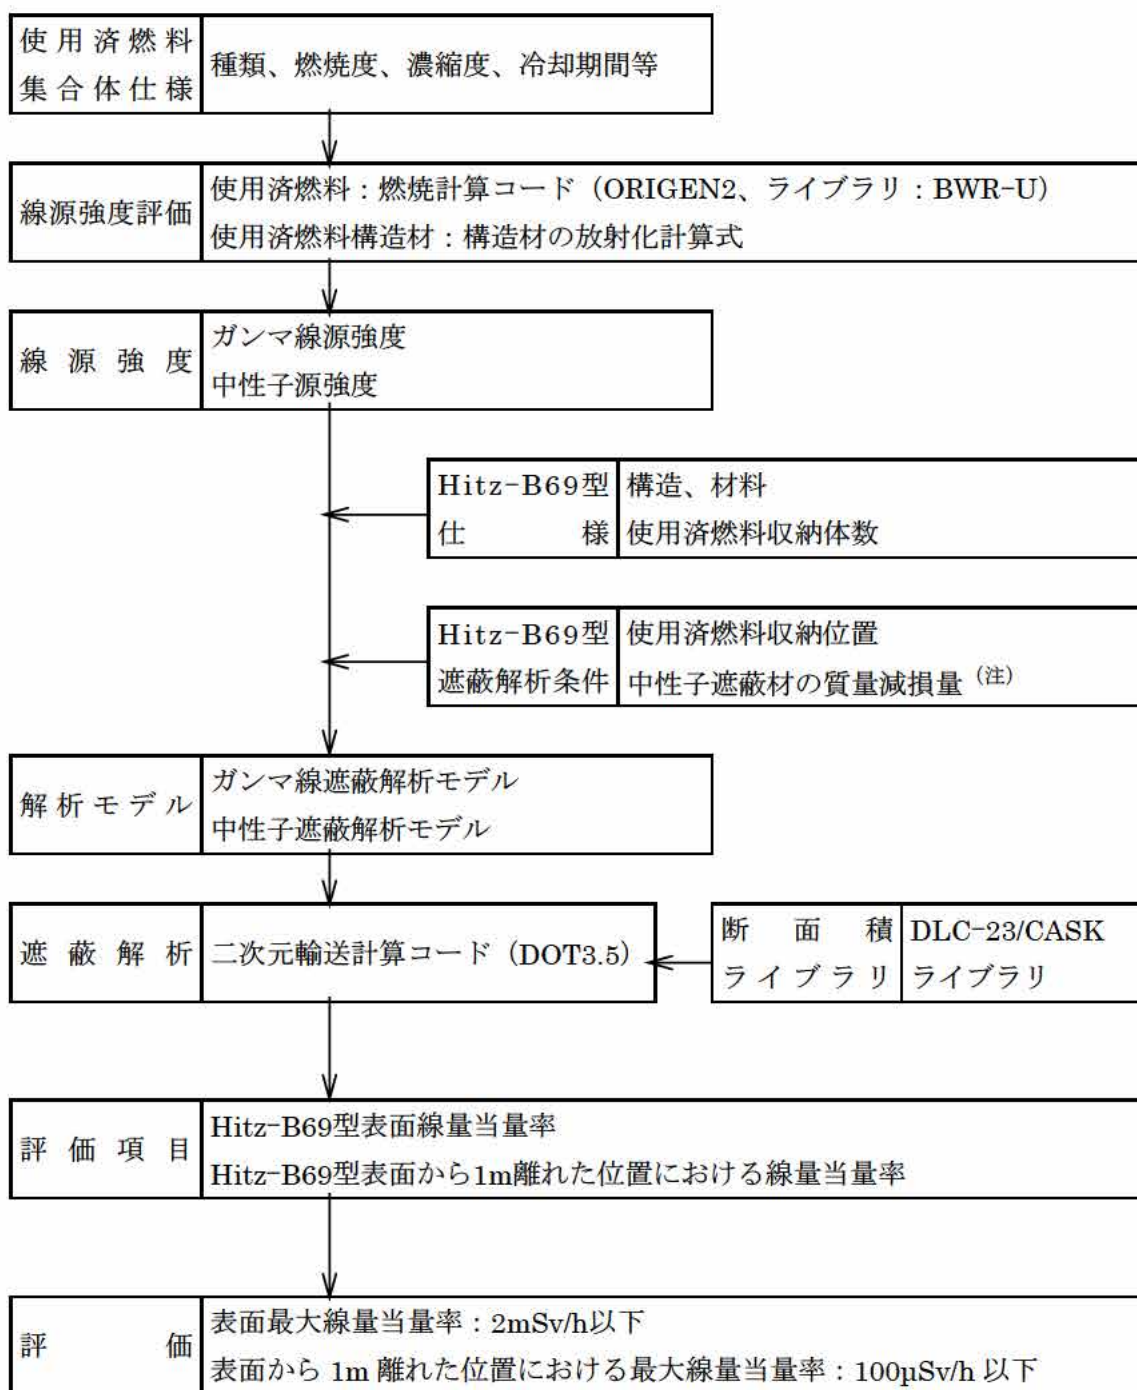 使用済燃料
集合体仕様
種類、燃焼度、濃縮度、冷却期間等
線源強度評価
使用済燃料：燃焼計算コード（ORIGEN2、ライブラリ：BWR-U）
使用済燃料構造材：構造材の放射化計算式
線源強度
ガンマ線源強度
中性子源強度
Hitz-B69型
仕様
構造、材料
使用済燃料収納体数
Hitz-B69型
遮蔽解析条件
使用済燃料収納位置
中性子遮蔽材の質量減損量（注）
解析モデル
ガンマ線遮蔽解析モデル
中性子遮蔽解析モデル
遮蔽解析
二次元輸送計算コード（DOT3.5）
断面積
ライブラリ
DLC-23/CASK
ライブラリ
評価項目
Hitz-B69型表面線量当量率
Hitz-B69型表面から1m離れた位置における線量当量率
評価
表面最大線量当量率：2mSv/h以下
表面から 1m 離れた位置における最大線量当量率：100μSv/h 以下